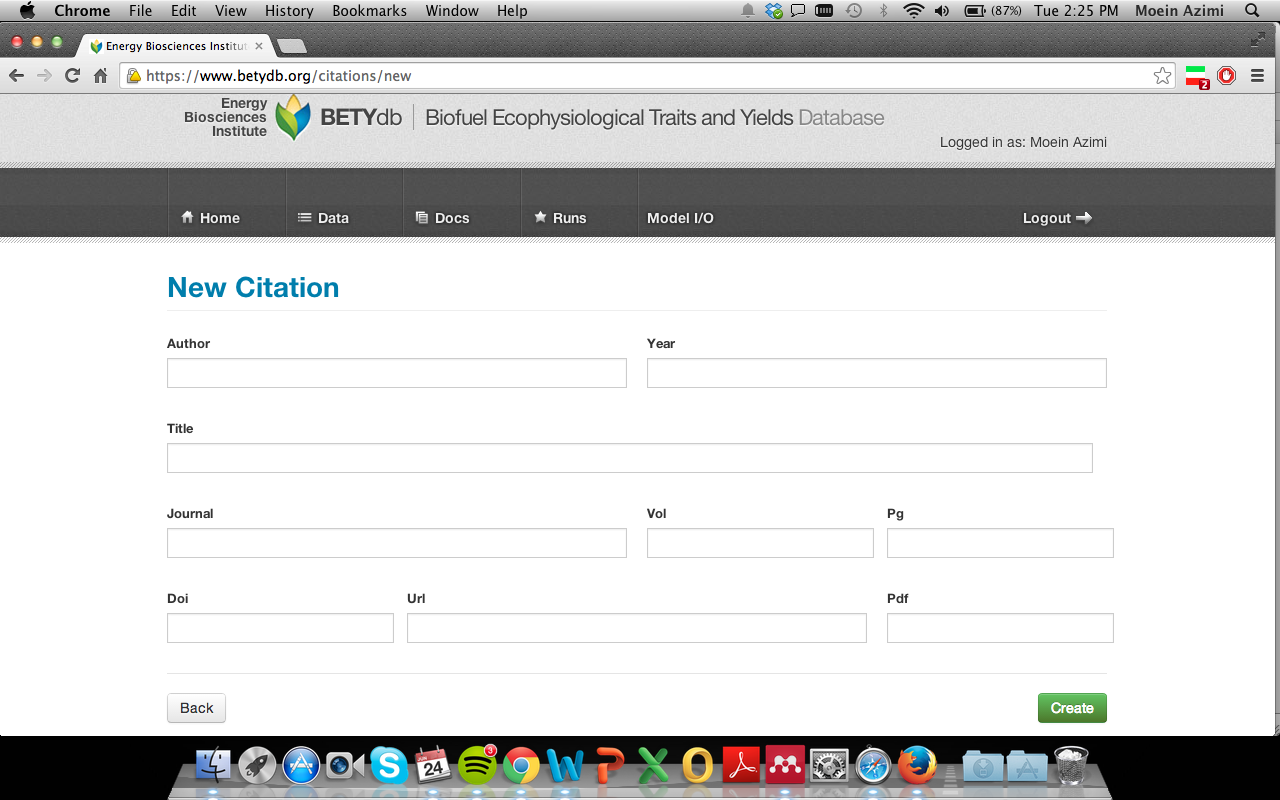 Chrome File Edit View History Bookmarks Window Help (87%) Tue 2:25 PM Moein Azimi
Energy Biosciences Institut
https://www.betydb.org/citations/new
2
Energy
Biosciences
Institute
BETYdb Biofuel Ecophysiological Traits and Yields Database
Logged in as: Moein Azimi
Home Data Docs Runs Model I/O Logout
New Citation
Author Year
Title
Journal Vol Pg
Doi Url Pdf
Back Create
JUN
24
3